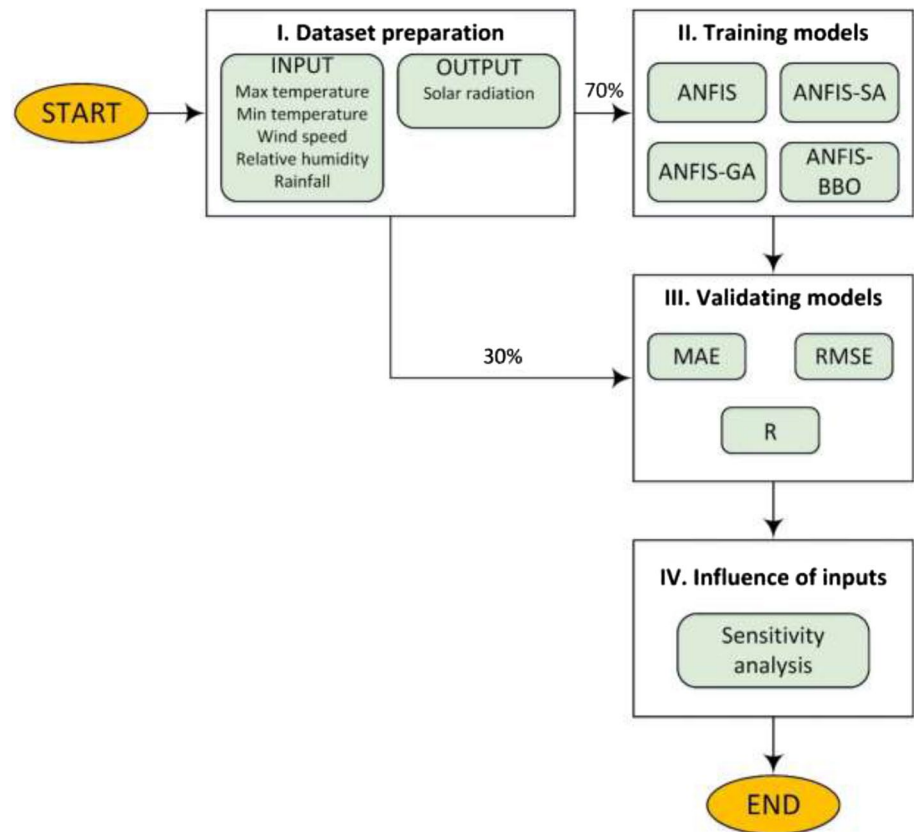 START
I. Dataset preparation
INPUT
Max temperature
Min temperature
Wind speed
Relative humidity
Rainfall
OUTPUT
Solar radiation
70%
II. Training models
ANFIS
ANFIS-SA
ANFIS-GA
ANFIS-
BBO
30%
III. Validating models
MAE
RMSE
R
IV. Influence of inputs
Sensitivity
analysis
END